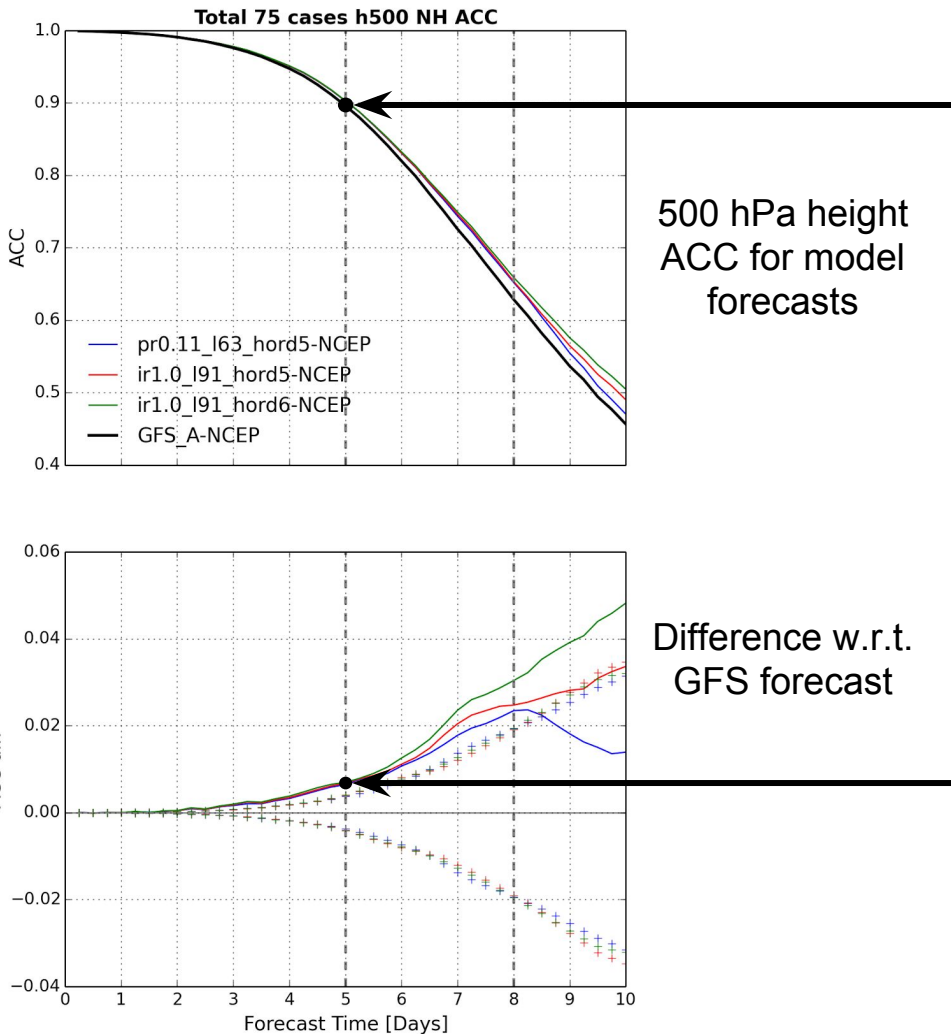 Total 75 cases h500 NH ACC
1.0
0.9
0.8
0.7
0.6
0.5
0.4
ACC
pr0.11_l63_hord5-NCEP
ir1.0_l91_hord5-NCEP
ir1.0_l91_hord6-NCEP
GFS_A-NCEP
500 hPa height
ACC for model
forecasts
0.06
0.04
0.02
0.00
−0.02
−0.04
0 1 2 3 4 5 6 7 8 9 10
Forecast Time [Days]
Difference w.r.t.
GFS forecast